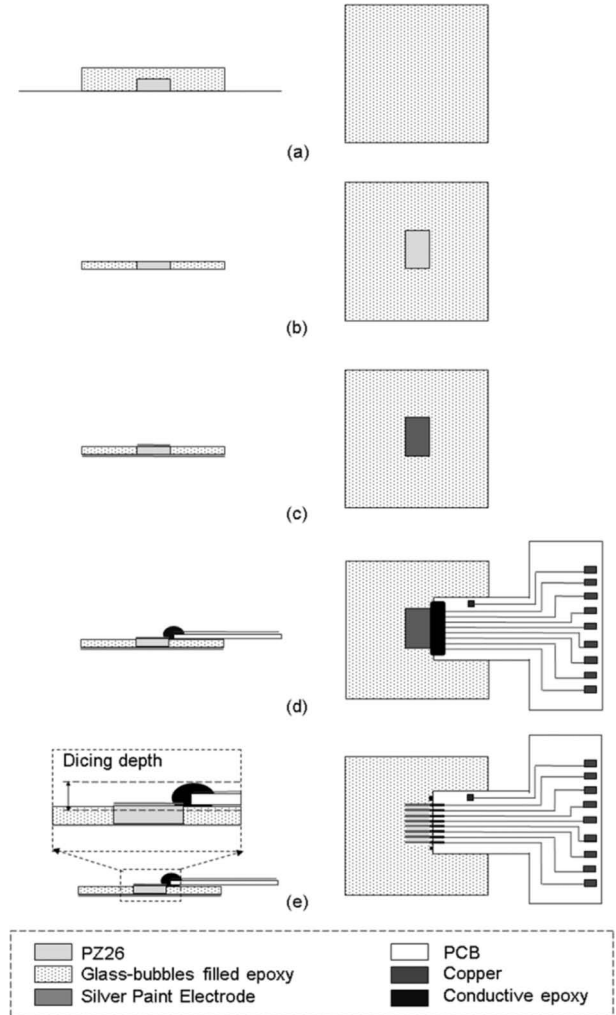 (a)
(b)
(c)
(d)
Dicing depth
(e)
PZ26
Glass-bubbles filled epoxy
Silver Paint Electrode
PCB
Copper
Conductive epoxy